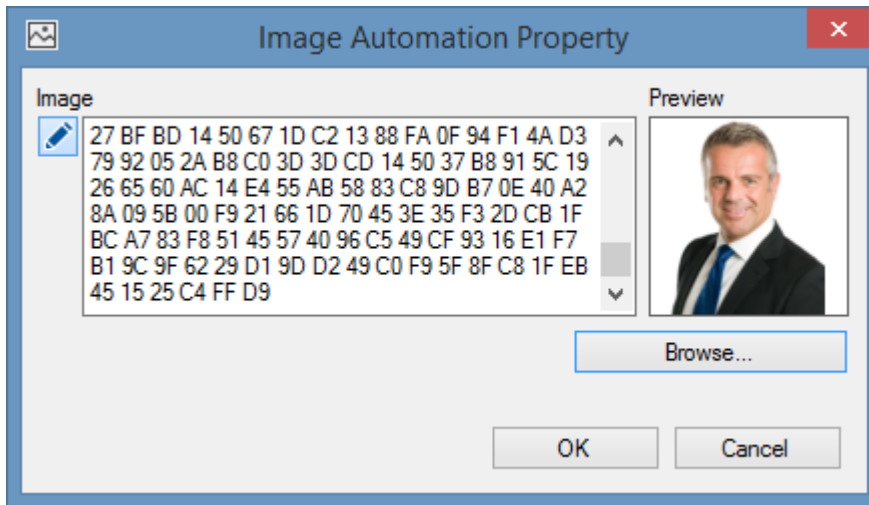 Image Automation Property
Image
Preview
27 BF BD 14 50 67 1D C2 13 88 FA 0F 94 F1 4A D3
79 92 05 2A B8 C0 3D 3D CD 14 50 37 B8 91 5C 19
26 65 60 AC 14 E4 55 AB 58 83 C8 9D B7 0E 40 A2
8A 09 5B 00 F9 21 66 1D 70 45 3E 35 F3 2D CB 1F
BC A7 83 F8 51 45 57 40 96 C5 49 CF 93 16 E1 F7
B1 9C 9F 62 29 D1 9D D2 49 C0 F9 5F 8F C8 1F EB
45 15 25 C4 FF D9
Browse...
OK
Cancel